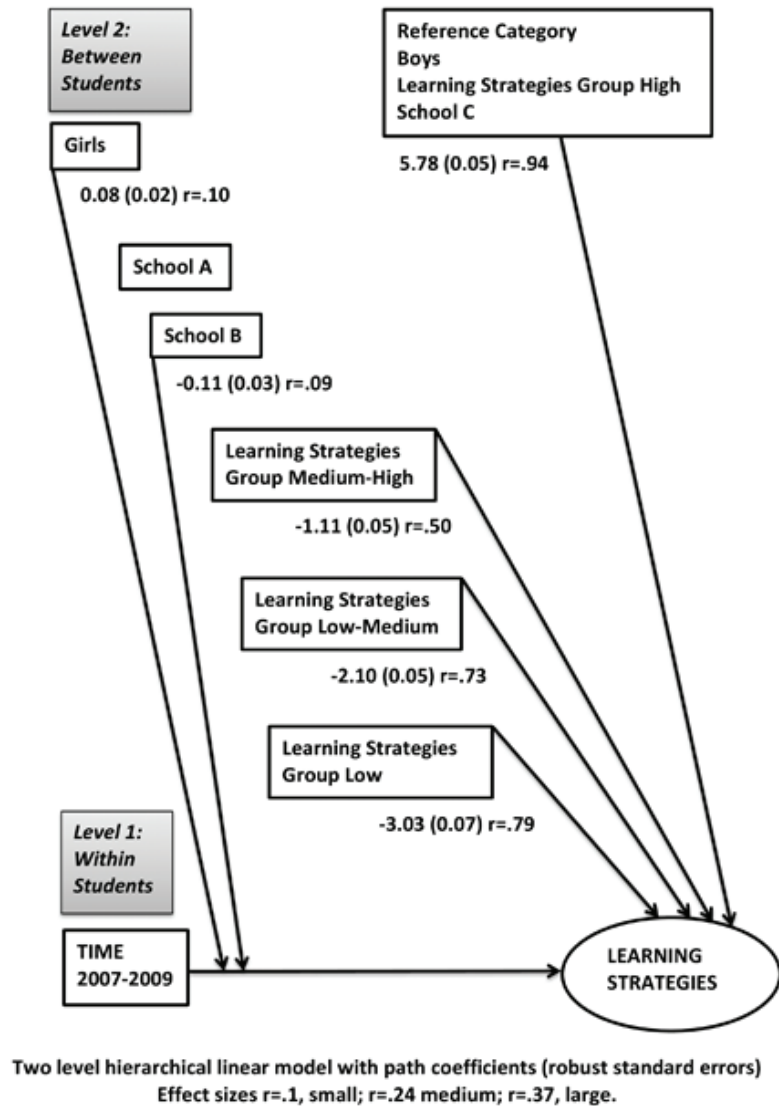 Level 2:
Between
Students
Reference Category
Boys
Learning Strategies Group High
School C
Girls
5.78 (0.05) r=.94
0.08 (0.02) r=.10
School A
School B
-0.11 (0.03) r=.09
Learning Strategies
Group Medium-High
-1.11 (0.05) r=.50
Learning Strategies
Group Low-Medium
-2.10 (0.05) r=.73
Learning Strategies
Group Low
-3.03 (0.07) r=.79
Level 1:
Within
Students
TIME
2007-2009
LEARNING
STRATEGIES
Two level hierarchical linear model with path coefficients (robust standard errors)
Effect sizes r=.1, small; r=.24 medium; r=.37, large.